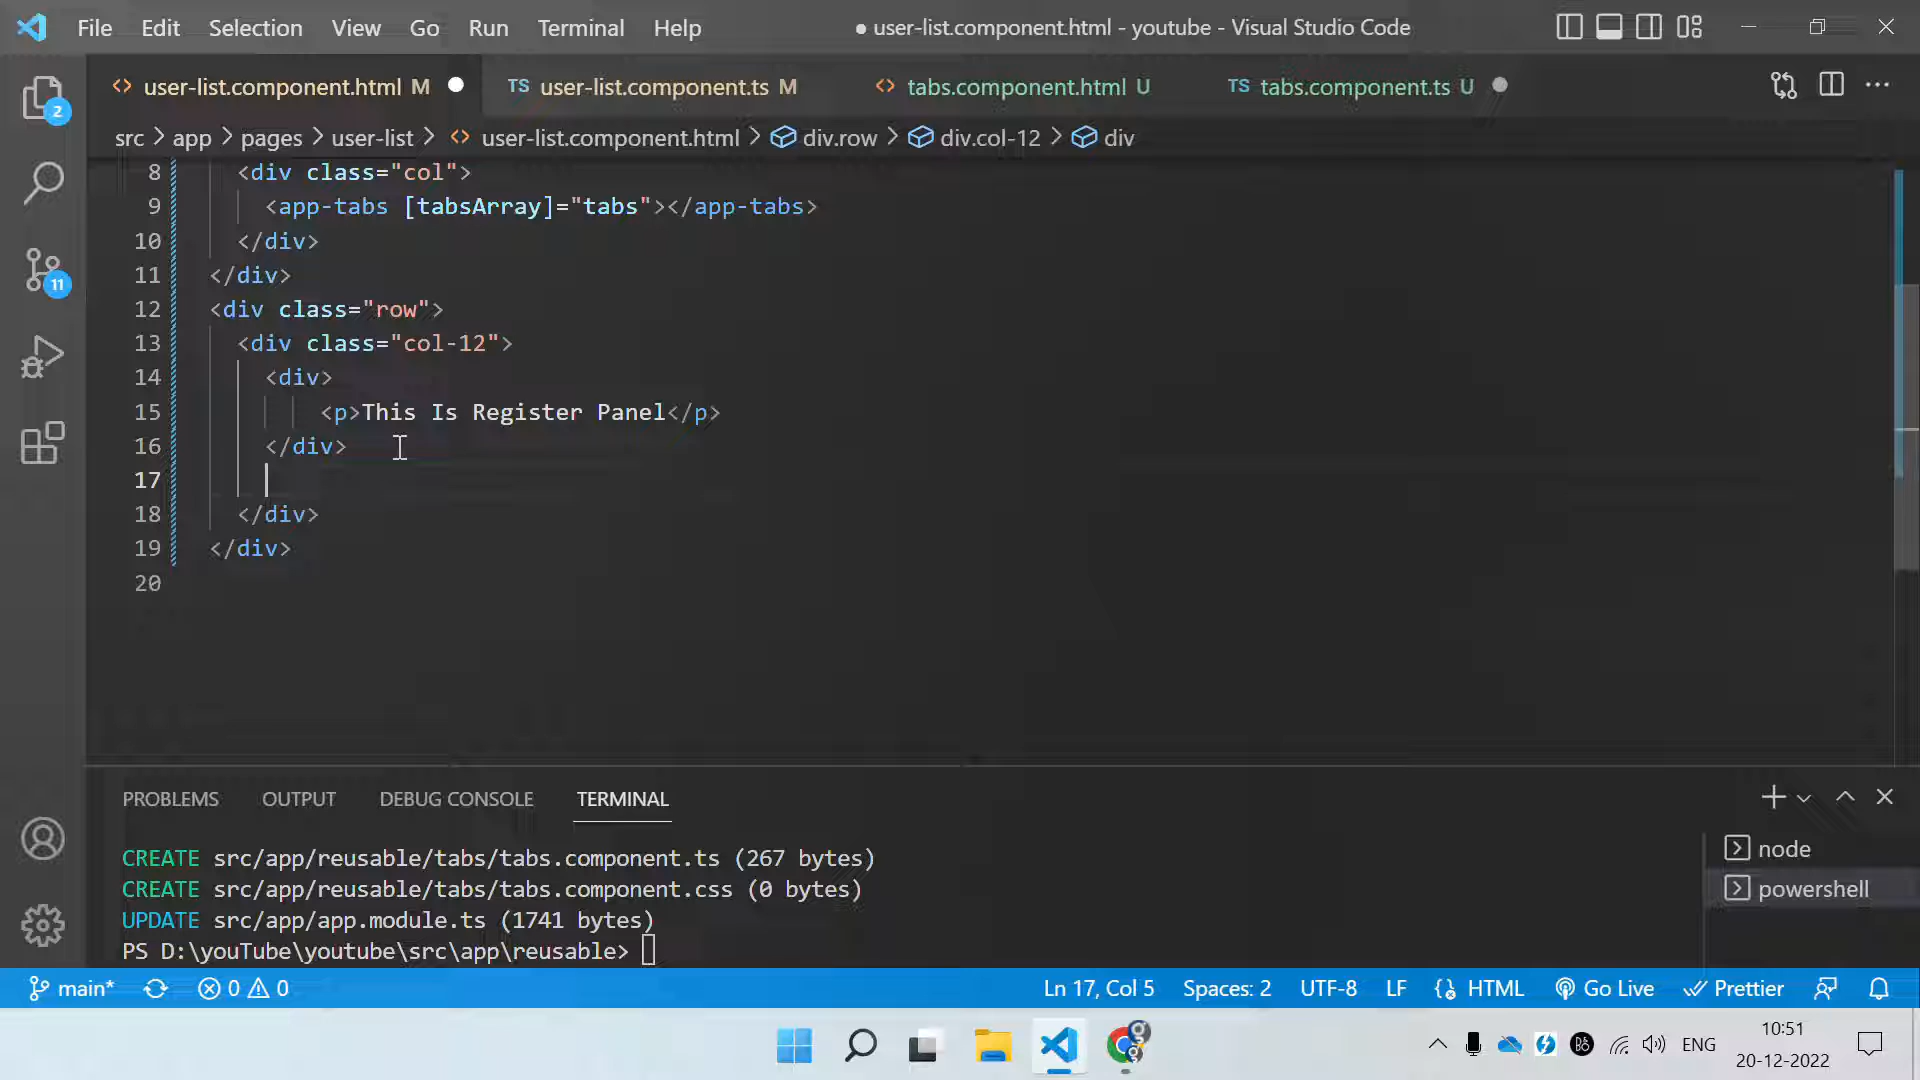 File Edit Selection View Go Run Terminal Help ● user-list.component.html - youtube - Visual Studio Code
user-list.component.html M TS user-list.component.ts M tabs.component.html U TS tabs.component.ts U
src > app > pages > user-list > user-list.component.html > div.row > div.col-12 > div
2
11
8 <div class="col">
9 <app-tabs [tabsArray]="tabs"></app-tabs>
10 </div>
11 </div>
12 <div class="row">
13 <div class="col-12">
14 <div>
15 <p>This Is Register Panel</p>
16 </div>
17
18 </div>
19 </div>
20
PROBLEMS OUTPUT DEBUG CONSOLE TERMINAL
CREATE src/app/reusable/tabs/tabs.component.ts (267 bytes)
CREATE src/app/reusable/tabs/tabs.component.css (0 bytes)
UPDATE src/app/app.module.ts (1741 bytes)
PS D:\youTube\youtube\src\app\reusable>
node
powershell
main* 0 0 Ln 17, Col 5 Spaces: 2 UTF-8 LF HTML Go Live Prettier
ENG 10:51
20-12-2022